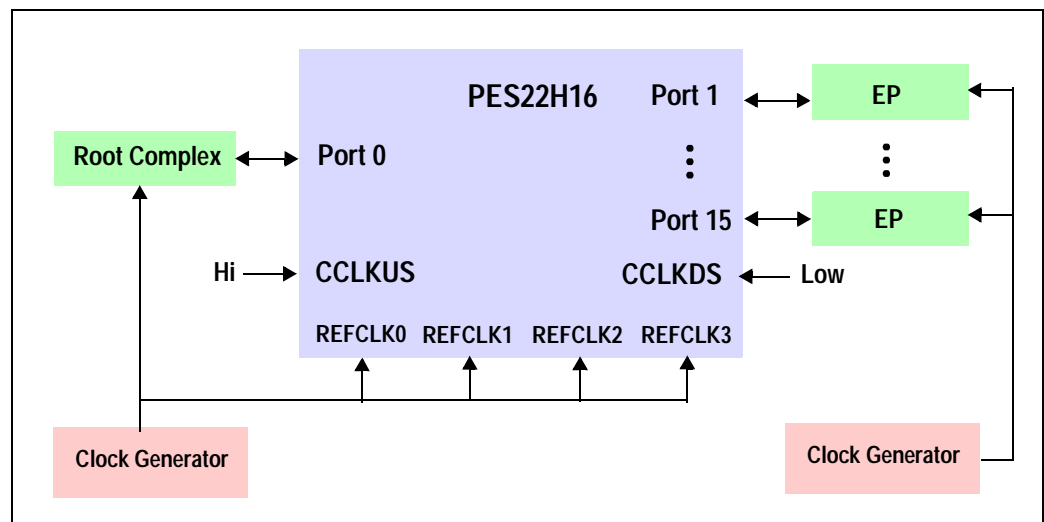 PES22H16
Port 1
EP
Root Complex
Port 0
Port 15
EP
Hi
CCLKUS
CCLKDS
Low
REFCLK0 REFCLK1 REFCLK2 REFCLK3
Clock Generator
Clock Generator